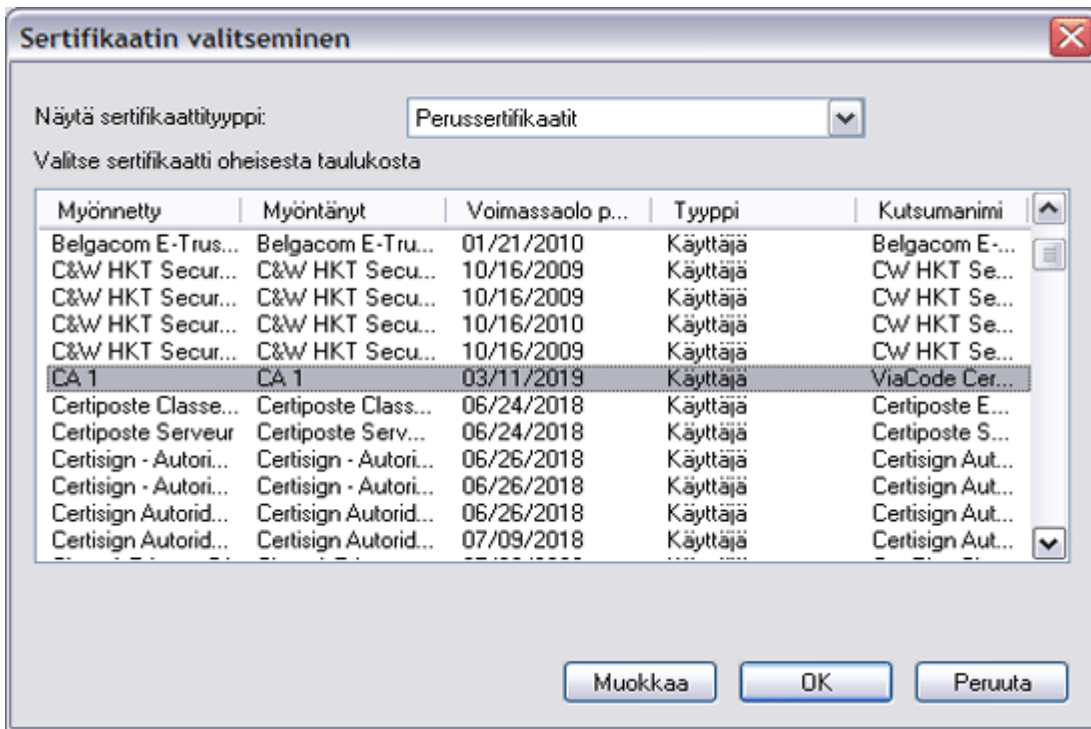 Sertifikaatin valitseminen
Näytä sertifikaattityyppi: Perussertifikaatit
Valitse sertifikaatti oheisesta taulukosta
Myönnetty Myöntänyt Voimassaolo p... Tyyppi Kutsumanimi
Belgacom E-Trus... Belgacom E-Tru... 01/21/2010 Käyttäjä Belgacom E-...
C&W HKT Secur... C&W HKT Secu... 10/16/2009 Käyttäjä CW HKT Se...
C&W HKT Secur... C&W HKT Secu... 10/16/2009 Käyttäjä CW HKT Se...
C&W HKT Secur... C&W HKT Secu... 10/16/2010 Käyttäjä CW HKT Se...
C&W HKT Secur... C&W HKT Secu... 10/16/2009 Käyttäjä CW HKT Se...
CA 1 CA 1 03/11/2019 Käyttäjä ViaCode Cer...
Certiposte Classe... Certiposte Class... 06/24/2018 Käyttäjä Certiposte E...
Certiposte Serveur Certiposte Serv... 06/24/2018 Käyttäjä Certiposte S...
Certisign - Autori... Certisign - Autori... 06/26/2018 Käyttäjä Certisign Aut...
Certisign - Autori... Certisign - Autori... 06/26/2018 Käyttäjä Certisign Aut...
Certisign Autorid... Certisign Autorid... 06/26/2018 Käyttäjä Certisign Aut...
Certisign Autorid... Certisign Autorid... 07/09/2018 Käyttäjä Certisign Aut...
Muokkaa OK Peruuta